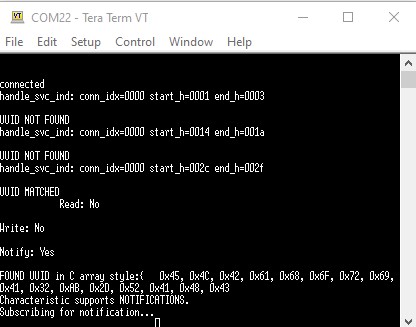 COM22 - Tera Term VT
File Edit Setup Control Window Help
connected
handle_svc_ind: conn_idx=0000 start_h=0001 end_h=0003
UUID NOT FOUND
handle_svc_ind: conn_idx=0000 start_h=0014 end_h=001a
UUID NOT FOUND
handle_svc_ind: conn_idx=0000 start_h=002c end_h=002f
UUID MATCHED
Read: No
Write: No
Notify: Yes
FOUND UUID in C array style:{ 0x45, 0x4C, 0x42, 0x61, 0x68, 0x6F, 0x72, 0x69,
0x41, 0x32, 0xAB, 0x2D, 0x52, 0x41, 0x48, 0x43
Characteristic supports NOTIFICATIONS.
Subscribing for notification...